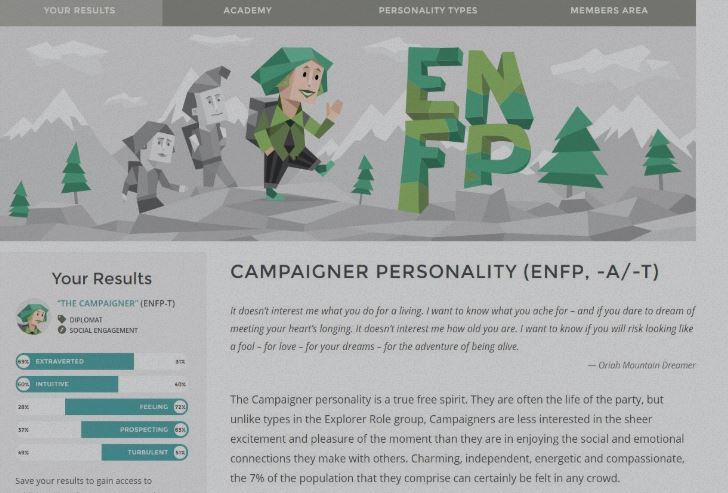 YOUR RESULTS
ACADEMY
PERSONALITY TYPES
MEMBERS AREA
EN
FP
Your Results
"THE CAMPAIGNER" (ENFP-T)
DIPLOMAT
SOCIAL ENGAGEMENT
69% EXTRAVERTED 31%
60% INTUITIVE 40%
28% FEELING 72%
37% PROSPECTING 63%
49% TURBULENT 51%
Save your results to gain access to
CAMPAIGNER PERSONALITY (ENFP, -A/-T)
It doesn't interest me what you do for a living. I want to know what you ache for – and if you dare to dream of
meeting your heart's longing. It doesn't interest me how old you are. I want to know if you will risk looking like
a fool – for love – for your dreams – for the adventure of being alive.
— Oriah Mountain Dreamer
The Campaigner personality is a true free spirit. They are often the life of the party, but
unlike types in the Explorer Role group, Campaigners are less interested in the sheer
excitement and pleasure of the moment than they are in enjoying the social and emotional
connections they make with others. Charming, independent, energetic and compassionate,
the 7% of the population that they comprise can certainly be felt in any crowd.